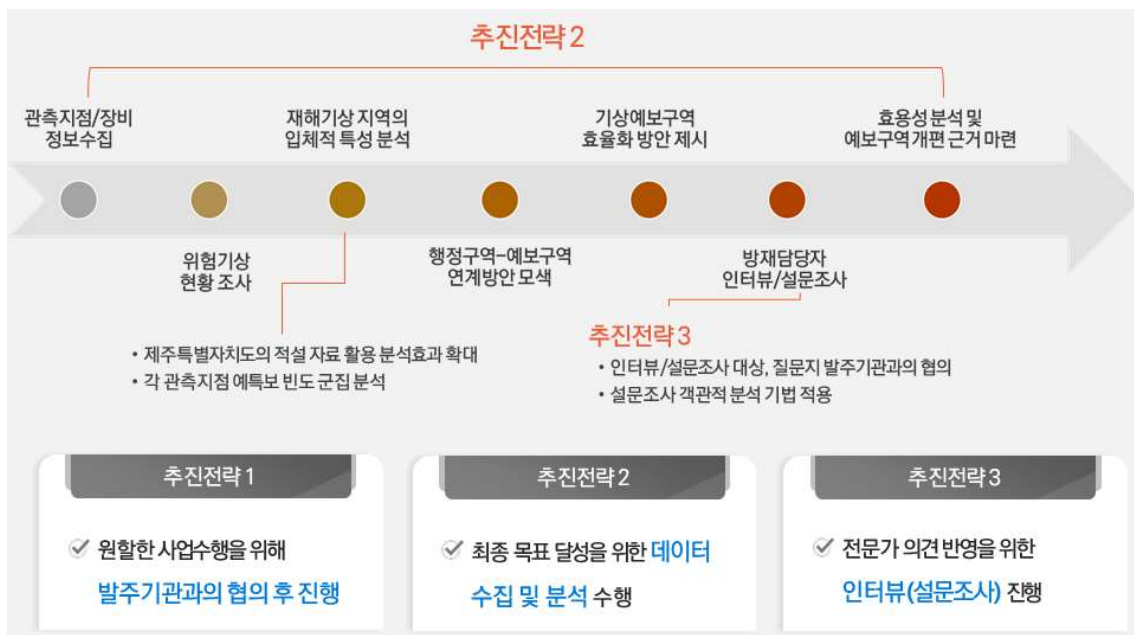 추진전략 2
관측지점/장비
정보수집
재해기상 지역의
입체적 특성 분석
기상예보구역
효율화 방안 제시
효용성 분석 및
예보구역 개편 근거 마련
위험기상
현황 조사
행정구역-예보구역
연계방안 모색
방재담당자
인터뷰/설문조사
• 제주특별자치도의 적설 자료 활용 분석효과 확대
• 각 관측지점 예특보 빈도 군집 분석
추진전략 3
• 인터뷰/설문조사 대상, 질문지 발주기관과의 협의
• 설문조사 객관적 분석 기법 적용
추진전략 1
원할한 사업수행을 위해
발주기관과의 협의 후 진행
추진전략 2
최종 목표 달성을 위한 데이터
수집 및 분석 수행
추진전략 3
전문가 의견 반영을 위한
인터뷰(설문조사) 진행